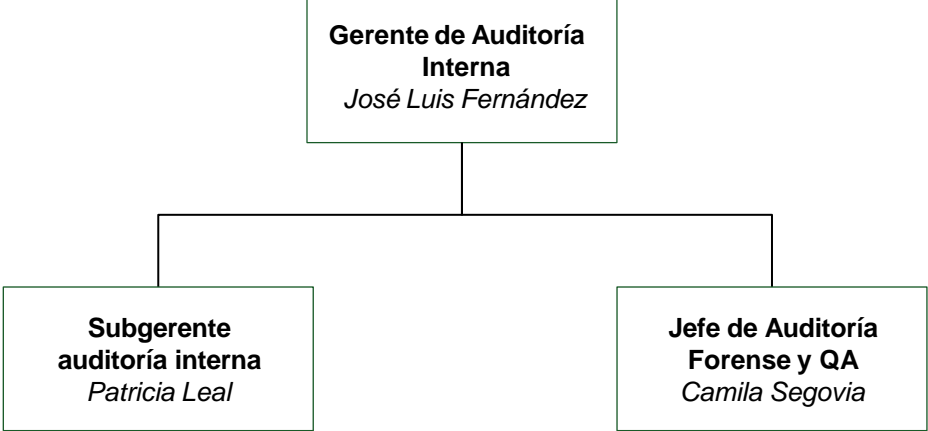 Gerente de Auditoría
Interna
José Luis Fernández
Subgerente
auditoría interna
Patricia Leal
Jefe de Auditoría
Forense y QA
Camila Segovia